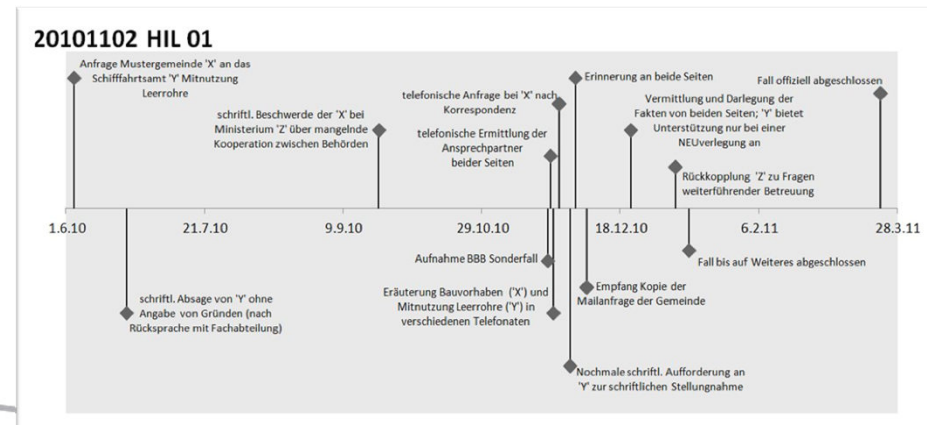 20101102 HIL 01
Anfrage Mustergemeinde 'X' an das
Schifffahrtsamt 'Y' Mitnutzung
Leerrohre
schriftl. Beschwerde der 'X' bei
Ministerium 'Z' über mangelnde
Kooperation zwischen Behörden
telefonische Anfrage bei 'X' nach
Korrespondenz
telefonische Ermittlung der
Ansprechpartner
beider Seiten
Erinnerung an beide Seiten
Vermittlung und Darlegung der
Fakten von beiden Seiten; 'Y' bietet
Unterstützung nur bei einer
NEUverlegung an
Rückkopplung 'Z' zu Fragen
weiterführender Betreuung
Fall offiziell abgeschlossen
1.6.10 21.7.10 9.9.10 29.10.10 18.12.10 6.2.11 28.3.11
schriftl. Absage von 'Y' ohne
Angabe von Gründen (nach
Rücksprache mit Fachabteilung)
Aufnahme BBB Sonderfall
Eräuterung Bauvorhaben ('X') und
Mitnutzung Leerrohre ('Y') in
verschiedenen Telefonaten
Empfang Kopie der
Mailanfrage der Gemeinde
Fall bis auf Weiteres abgeschlossen
Nochmale schriftl. Aufforderung an
'Y' zur schriftlichen Stellungnahme